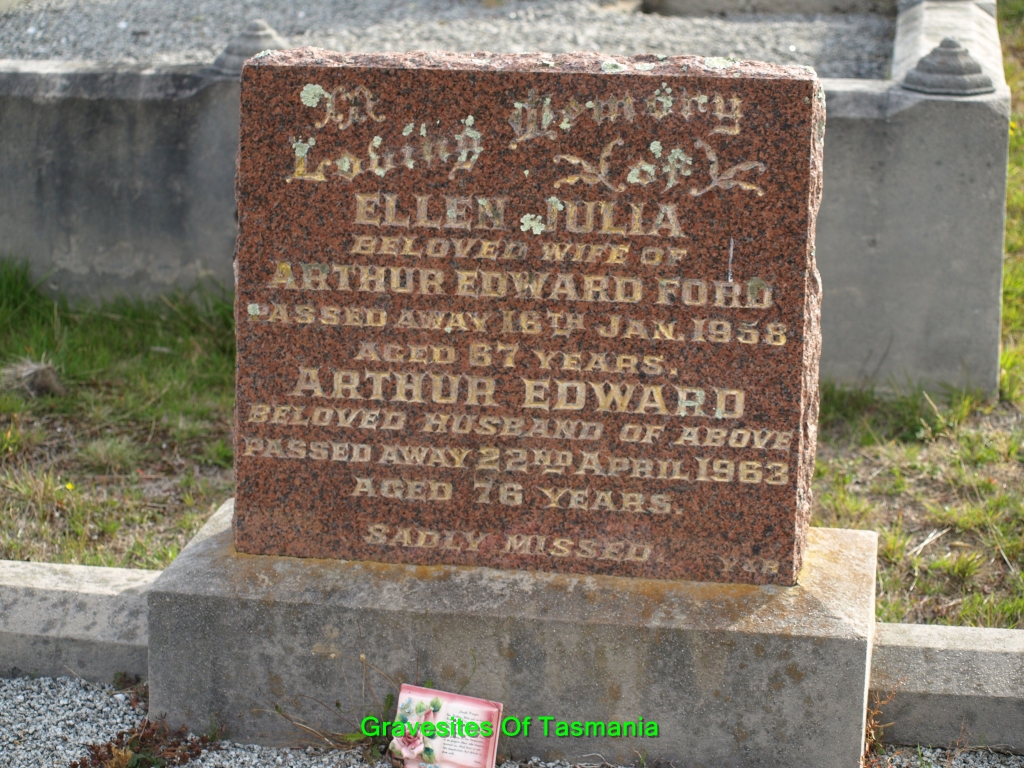 In Memory
Loving of
ELLEN JULIA
BELOVED WIFE OF
ARTHUR EDWARD FORD
PASSED AWAY 16TH JAN. 1958
AGED 67 YEARS.
ARTHUR EDWARD
BELOVED HUSBAND OF ABOVE
PASSED AWAY 22ND APRIL 1963
AGED 76 YEARS.
SADLY MISSED.
Gravesites Of Tasmania